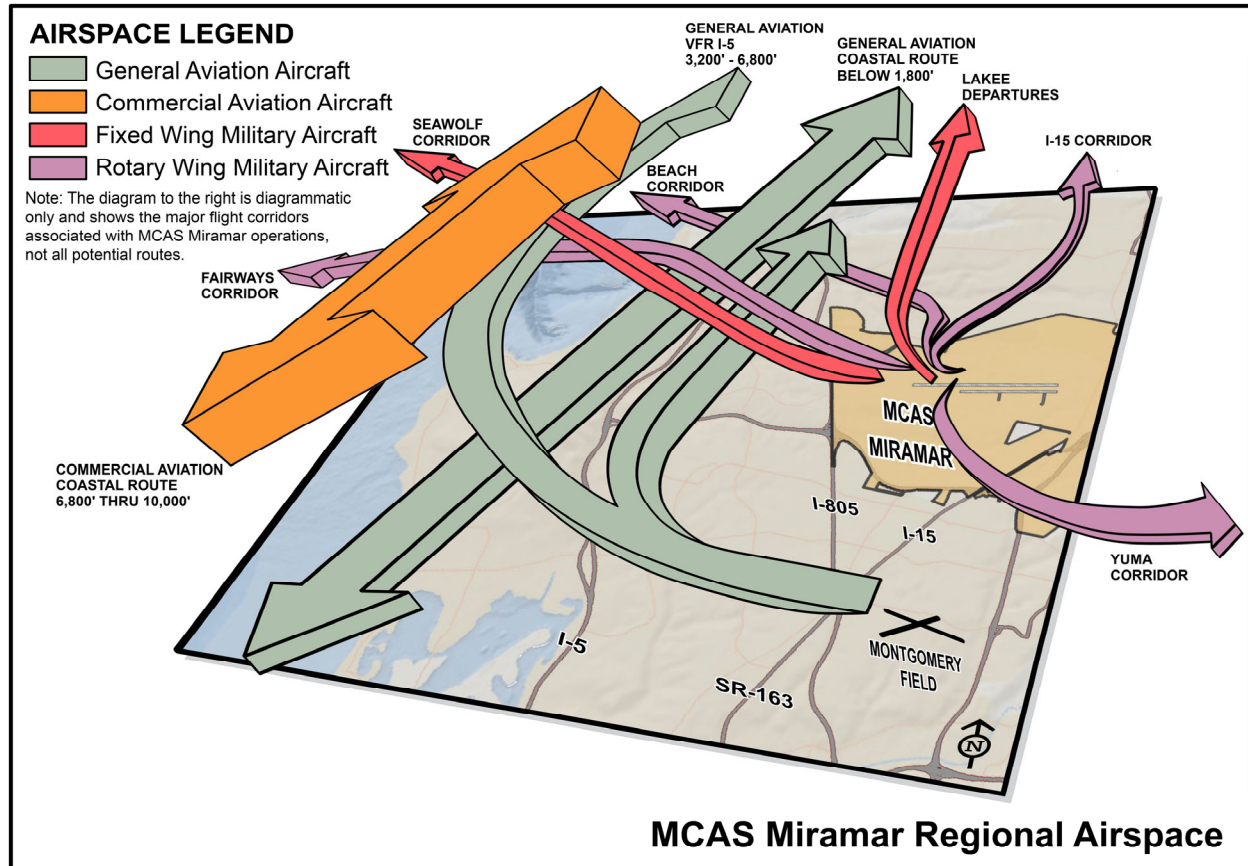 AIRSPACE LEGEND
General Aviation Aircraft
Commercial Aviation Aircraft
Fixed Wing Military Aircraft
Rotary Wing Military Aircraft
Note: The diagram to the right is diagrammatic
only and shows the major flight corridors
associated with MCAS Miramar operations,
not all potential routes.
GENERAL AVIATION
VFR I-5
3,200' - 6,800'
GENERAL AVIATION
COASTAL ROUTE
BELOW 1,800'
LAKEE
DEPARTURES
I-15 CORRIDOR
SEAWOLF
CORRIDOR
BEACH
CORRIDOR
FAIRWAYS
CORRIDOR
COMMERCIAL AVIATION
COASTAL ROUTE
6,800' THRU 10,000'
MCAS
MIRAMAR
I-805
I-15
YUMA
CORRIDOR
I-5
SR-163
MONTGOMERY
FIELD
N
MCAS Miramar Regional Airspace